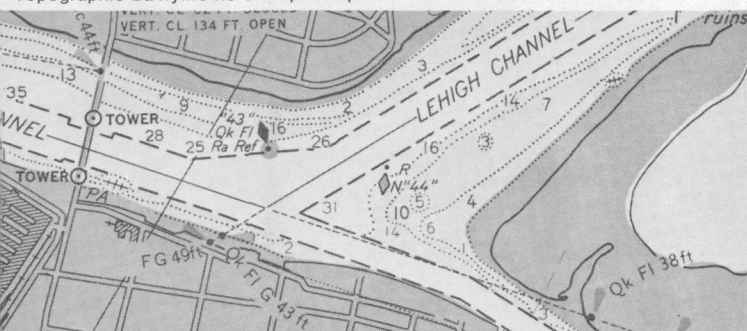 VERT. CL. 134 FT. OPEN
ruins
c44ft
13
35
9
3
2
"43"
16
Qk Fl
Ra Ref
25
26
28
TOWER
TOWER
PA
LEHIGH CHANNEL
14
7
3
16
R
N "44"
5
10
14
6
4
31
1
2
FG 49ft
Qk Fl G 43 ft
Qk Fl 38ft